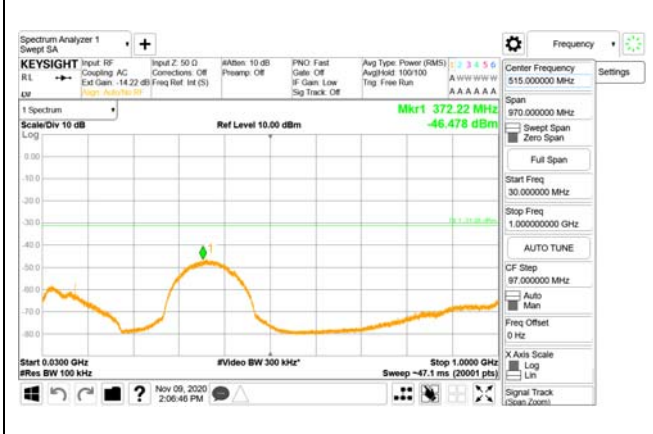 Spectrum Analyzer 1
Swept SA
+
Frequency
KEYSIGHT
RL
Input: RF
Coupling: AC
Ext Gain: -14.22 dB
Align: Auto/No RF
Input Z: 50 Ω
Corrections: Off
Freq Ref: Int (S)
#Atten: 10 dB
Preamp: Off
PNO: Fast
Gate: Off
IF Gain: Low
Sig Track: Off
Avg Type: Power (RMS)
Avg|Hold: 100/100
Trig: Free Run
1 2 3 4 5 6
A W W W W W
A A A A A A
1 Spectrum
Scale/Div 10 dB
Ref Level 10.00 dBm
Mkr1 372.22 MHz
-46.478 dBm
Log
0.00
-10.0
-20.0
-30.0
-40.0
-50.0
-60.0
-70.0
-80.0
1
Start 0.0300 GHz
#Res BW 100 kHz
#Video BW 300 kHz*
Stop 1.0000 GHz
Sweep ~47.1 ms (20001 pts)
?
Nov 09, 2020
2:06:46 PM
Center Frequency
515.000000 MHz
Settings
Span
970.000000 MHz
Swept Span
Zero Span
Full Span
Start Freq
30.000000 MHz
Stop Freq
1.000000000 GHz
AUTO TUNE
CF Step
97.000000 MHz
Auto
Man
Freq Offset
0 Hz
X Axis Scale
Log
Lin
Signal Track
(Span Zoom)